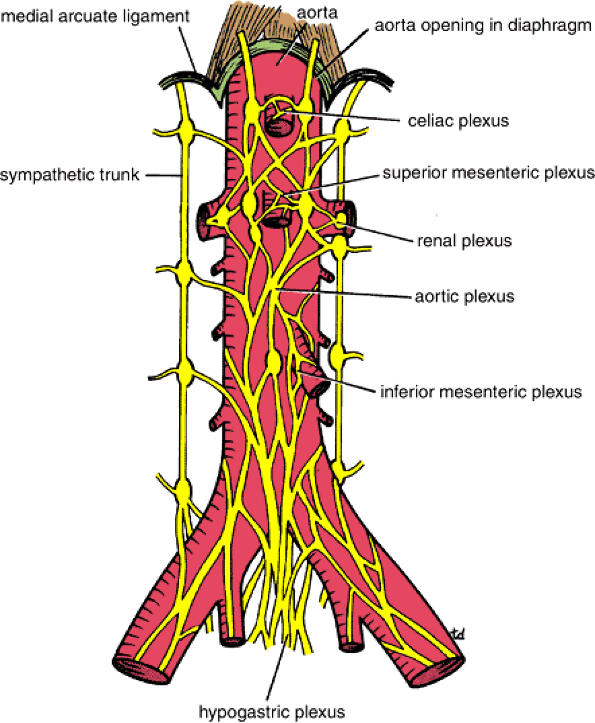 medial arcuate ligament
aorta
aorta opening in diaphragm
celiac plexus
sympathetic trunk
superior mesenteric plexus
renal plexus
aortic plexus
inferior mesenteric plexus
td
hypogastric plexus